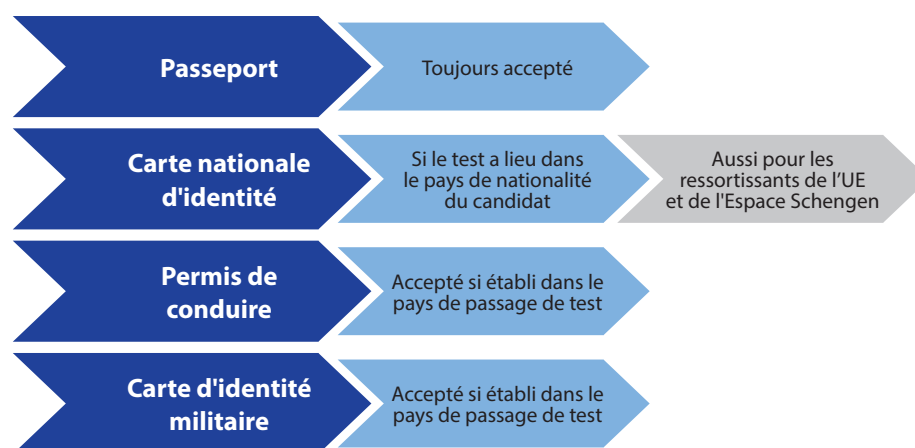 Passeport
Toujours accepté
Carte nationale
d'identité
Si le test a lieu dans
le pays de nationalité
du candidat
Aussi pour les
ressortissants de l’UE
et de l'Espace Schengen
Permis de
conduire
Accepté si établi dans le
pays de passage de test
Carte d'identité
militaire
Accepté si établi dans le
pays de passage de test